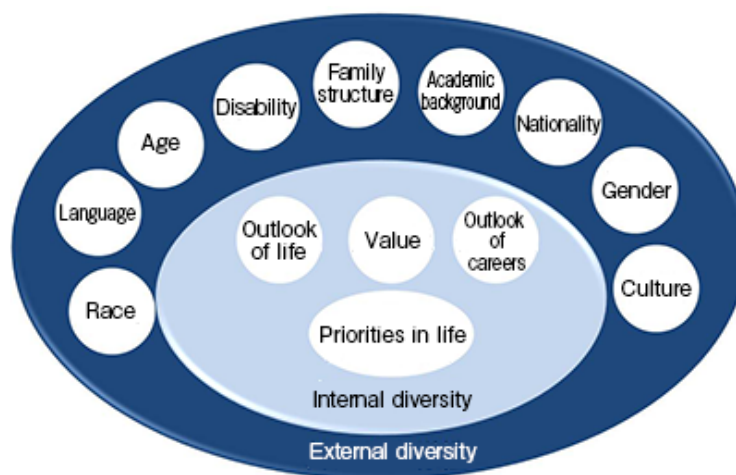 Family
structure
Academic
background
Disability
Nationality
Age
Gender
Language
Culture
Race
Outlook
of life
Value
Outlook
of
careers
Priorities in life
Internal diversity
External diversity